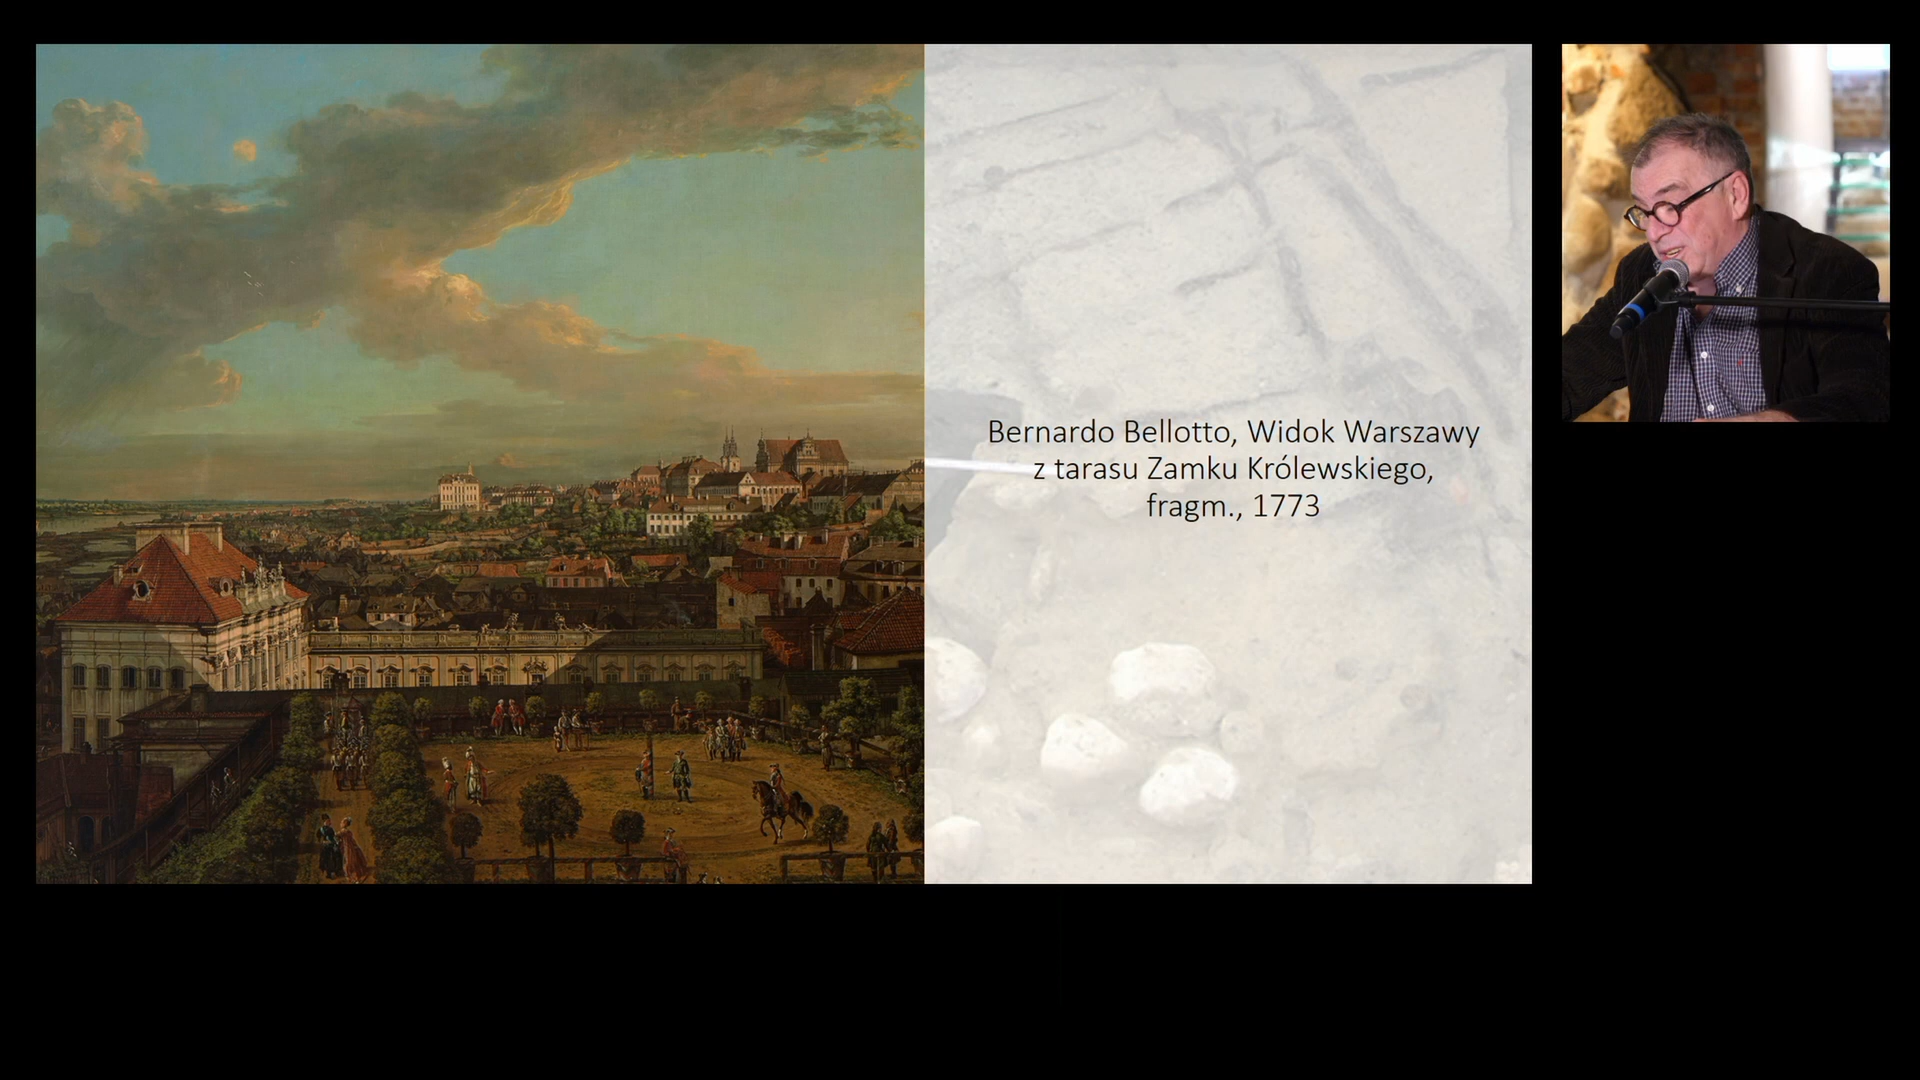 Bernardo Bellotto, Widok Warszawy
z tarasu Zamku Królewskiego,
fragm., 1773